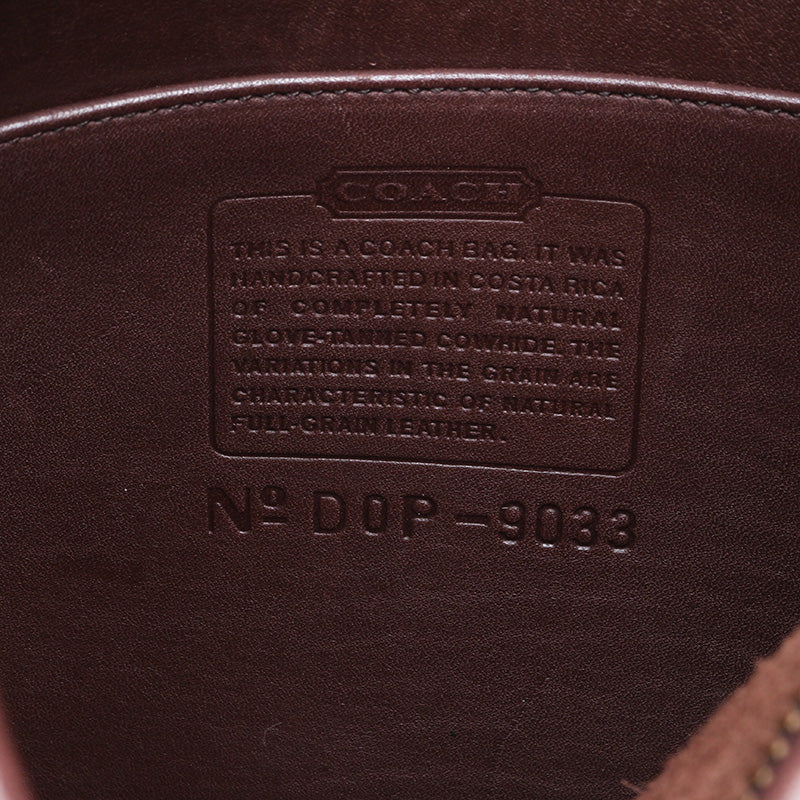 COACH
THIS IS A COACH BAG. IT WAS
HANDCRAFTED IN COSTA RICA
OF COMPLETELY NATURAL
GLOVE-TANNED COWHIDE. THE
VARIATIONS IN THE GRAIN ARE
CHARACTERISTIC OF NATURAL
FULL-GRAIN LEATHER.
Nº DOP-9033